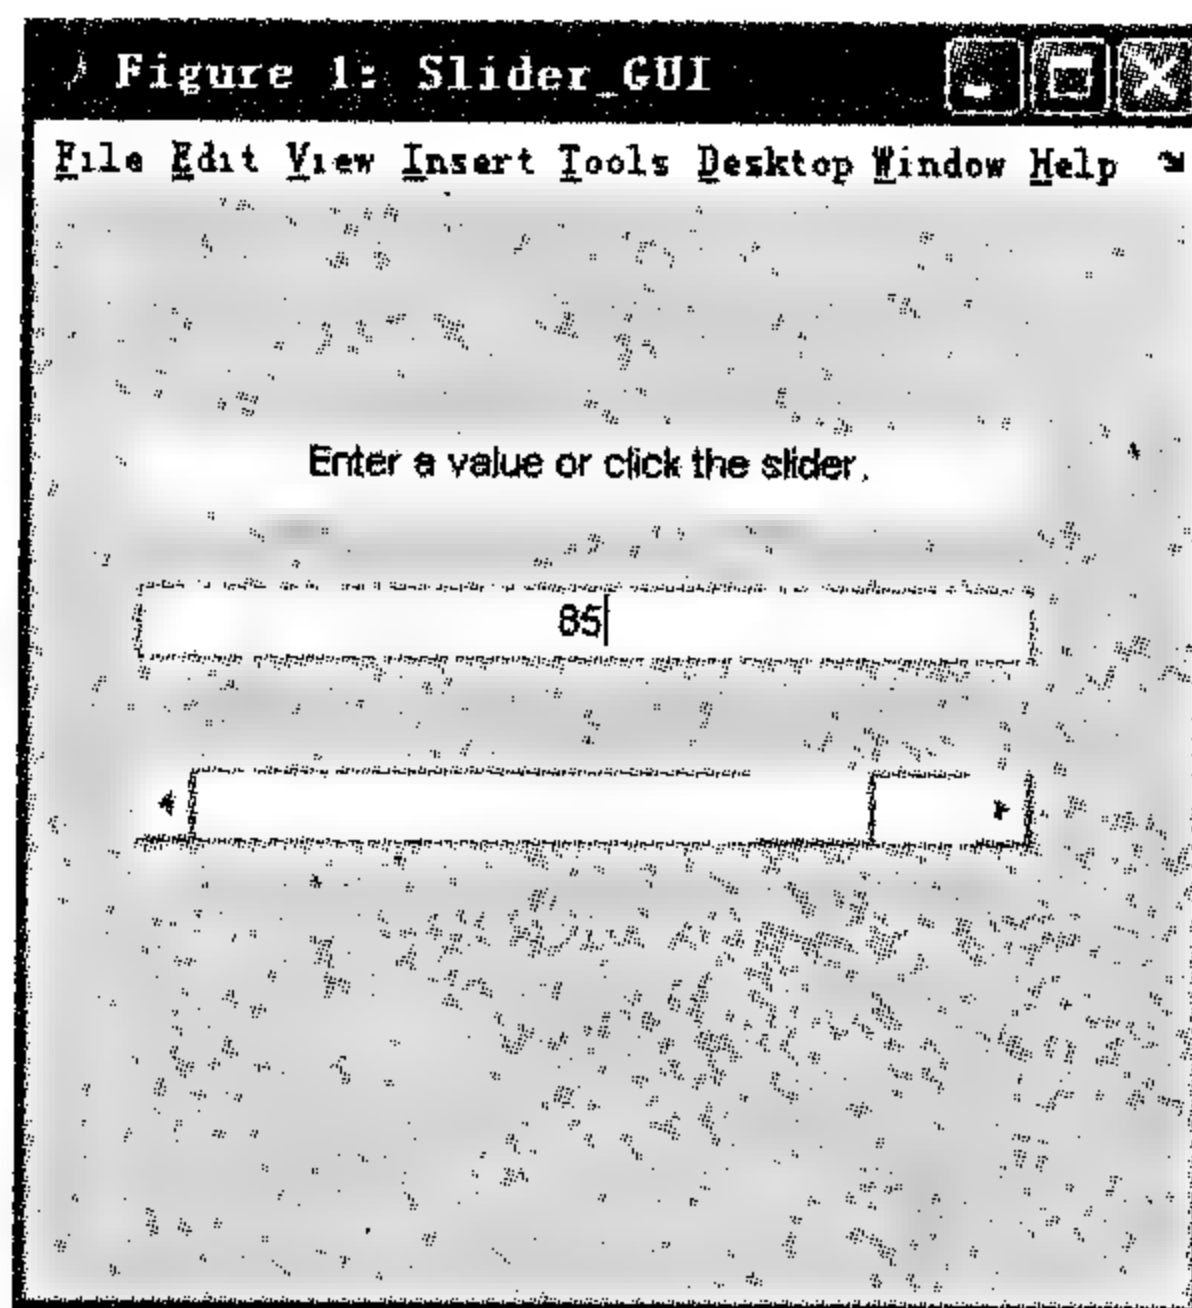 Figure 1: Slider_GUI
File Edit View Insert Tools Desktop Window Help
Enter a value or click the slider.
85